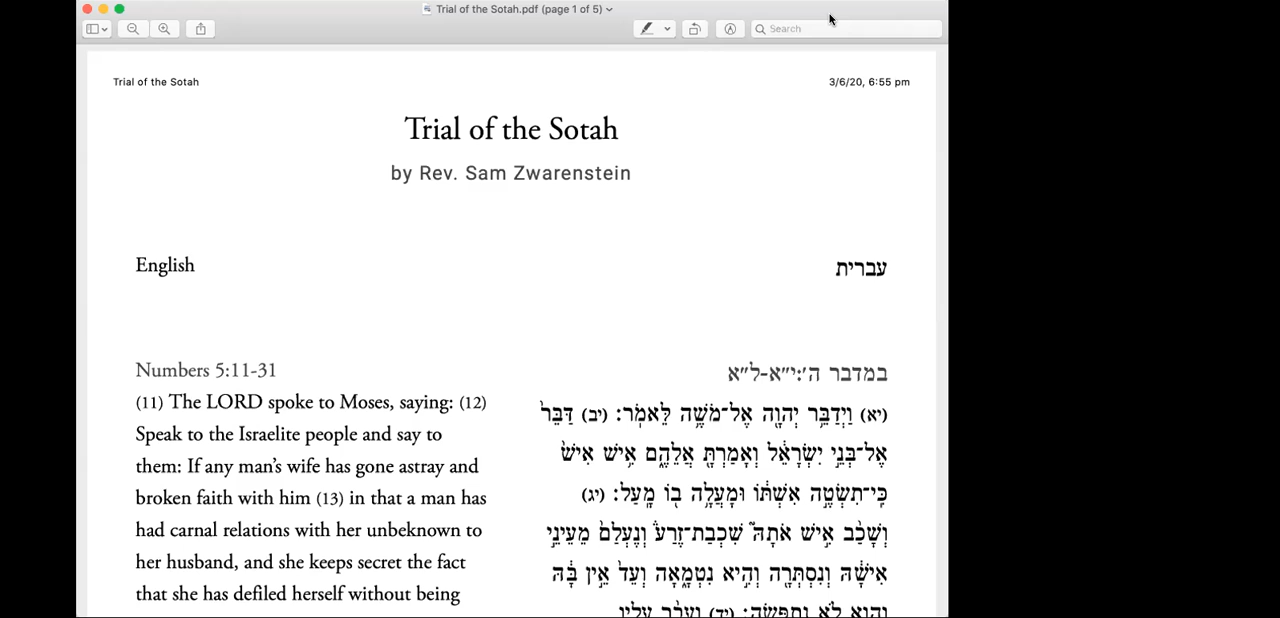 Trial of the Sotah.pdf (page 1 of 5)
Search
Trial of the Sotah
3/6/20, 6:55 pm
Trial of the Sotah
by Rev. Sam Zwarenstein
English
עברית
Numbers 5:11-31
(11) The LORD spoke to Moses, saying: (12)
Speak to the Israelite people and say to
them: If any man’s wife has gone astray and
broken faith with him (13) in that a man has
had carnal relations with her unbeknown to
her husband, and she keeps secret the fact
that she has defiled herself without being
במדבר ה׳:י״א-ל״א
(יא) וַיְדַבֵּ֥ר יְהוָ֖ה אֶל־מֹשֶׁ֥ה לֵּאמֹֽר׃ (יב) דַּבֵּר֙
אֶל־בְּנֵ֣י יִשְׂרָאֵ֔ל וְאָמַרְתָּ֖ אֲלֵהֶ֑ם אִ֥ישׁ אִישׁ֙
כִּֽי־תִשְׂטֶ֣ה אִשְׁתּ֔וֹ וּמָעֲלָ֥ה ב֖וֹ מָֽעַל׃ (יג)
וְשָׁכַ֨ב אִ֣ישׁ אֹתָהּ֮ שִׁכְבַת־זֶרַע֒ וְנֶעְלַם֙ מֵעֵינֵ֣י
אִישָׁ֔הּ וְנִסְתְּרָ֖ה וְהִ֣יא נִטְמָ֑אָה וְעֵד֙ אֵ֣ין בָּ֔הּ
וְהִ֖וא לֹ֥א נִתְפָּֽשָׂה׃ (יד) וְעָבַ֨ר עָלָ֧יו